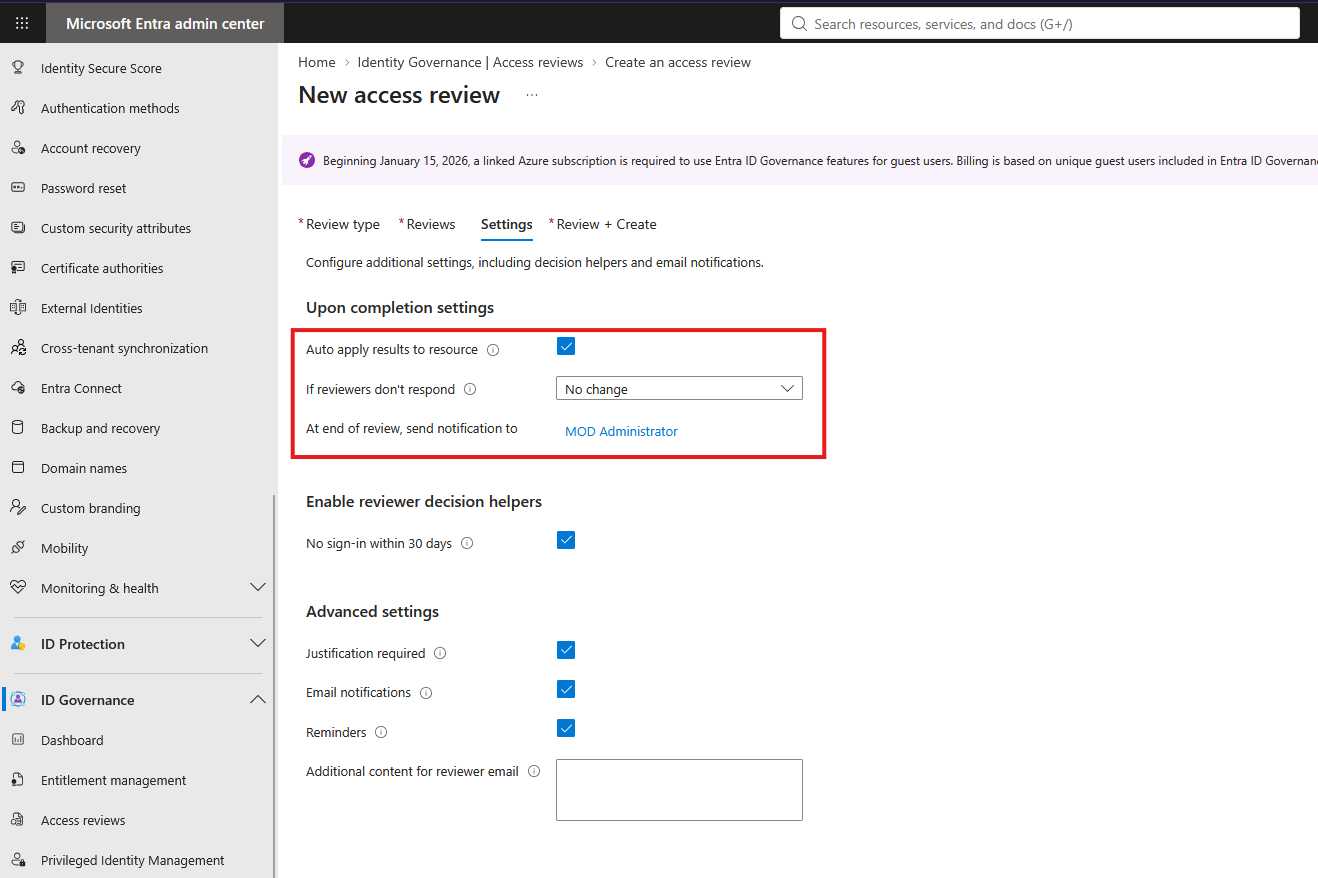 Microsoft Entra admin center
Search resources, services, and docs (G+/)
Identity Secure Score
Authentication methods
Account recovery
Password reset
Custom security attributes
Certificate authorities
External Identities
Cross-tenant synchronization
Entra Connect
Backup and recovery
Domain names
Custom branding
Mobility
Monitoring & health
ID Protection
ID Governance
Dashboard
Entitlement management
Access reviews
Privileged Identity Management
Home > Identity Governance | Access reviews > Create an access review
New access review ...
Beginning January 15, 2026, a linked Azure subscription is required to use Entra ID Governance features for guest users. Billing is based on unique guest users included in Entra ID Governan
* Review type * Reviews Settings * Review + Create
Configure additional settings, including decision helpers and email notifications.
Upon completion settings
Auto apply results to resource
If reviewers don't respond No change
At end of review, send notification to MOD Administrator
Enable reviewer decision helpers
No sign-in within 30 days
Advanced settings
Justification required
Email notifications
Reminders
Additional content for reviewer email